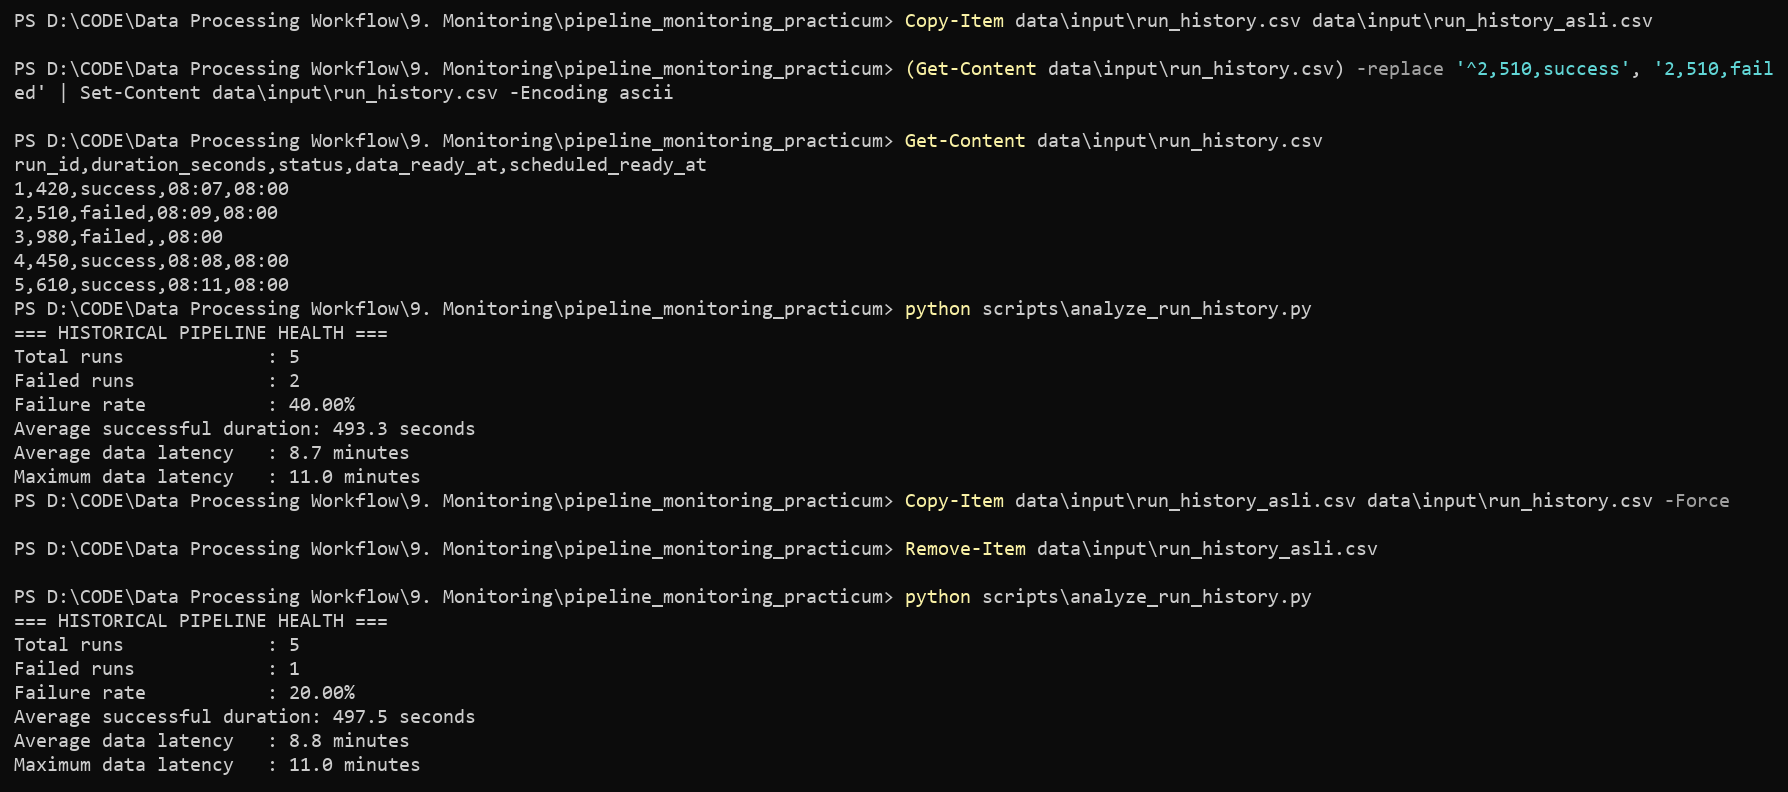 PS D:\CODE\Data Processing Workflow\9. Monitoring\pipeline_monitoring_practicum> Copy-Item data\input\run_history.csv data\input\run_history_asli.csv
PS D:\CODE\Data Processing Workflow\9. Monitoring\pipeline_monitoring_practicum> (Get-Content data\input\run_history.csv) -replace '^2,510,success', '2,510,fail
ed' | Set-Content data\input\run_history.csv -Encoding ascii
PS D:\CODE\Data Processing Workflow\9. Monitoring\pipeline_monitoring_practicum> Get-Content data\input\run_history.csv
run_id,duration_seconds,status,data_ready_at,scheduled_ready_at
1,420,success,08:07,08:00
2,510,failed,08:09,08:00
3,980,failed,,08:00
4,450,success,08:08,08:00
5,610,success,08:11,08:00
PS D:\CODE\Data Processing Workflow\9. Monitoring\pipeline_monitoring_practicum> python scripts\analyze_run_history.py
=== HISTORICAL PIPELINE HEALTH ===
Total runs             : 5
Failed runs            : 2
Failure rate           : 40.00%
Average successful duration: 493.3 seconds
Average data latency   : 8.7 minutes
Maximum data latency   : 11.0 minutes
PS D:\CODE\Data Processing Workflow\9. Monitoring\pipeline_monitoring_practicum> Copy-Item data\input\run_history_asli.csv data\input\run_history.csv -Force
PS D:\CODE\Data Processing Workflow\9. Monitoring\pipeline_monitoring_practicum> Remove-Item data\input\run_history_asli.csv
PS D:\CODE\Data Processing Workflow\9. Monitoring\pipeline_monitoring_practicum> python scripts\analyze_run_history.py
=== HISTORICAL PIPELINE HEALTH ===
Total runs             : 5
Failed runs            : 1
Failure rate           : 20.00%
Average successful duration: 497.5 seconds
Average data latency   : 8.8 minutes
Maximum data latency   : 11.0 minutes